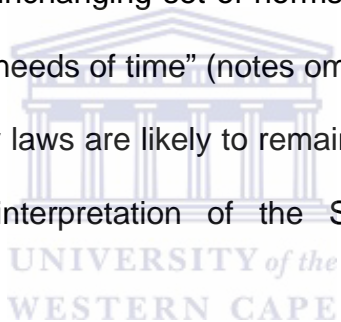 unchanging set of norms
needs of time” (notes om
laws are likely to remain
interpretation of the S
UNIVERSITY of the
WESTERN CAPE